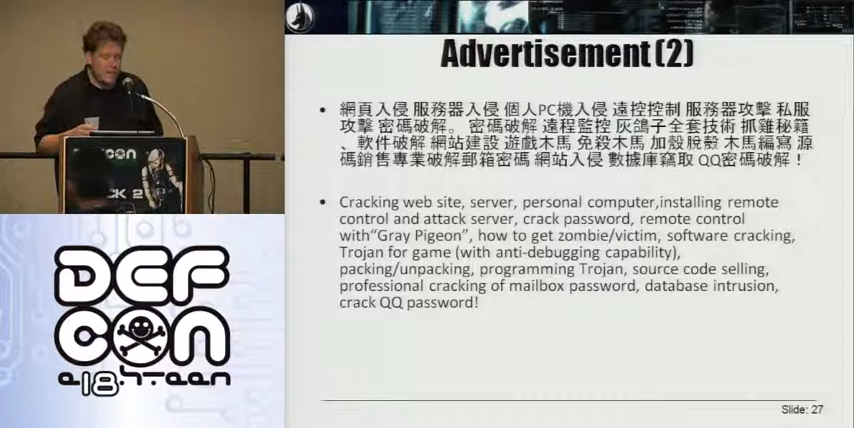 Advertisement(2)
• 網頁入侵 服務器入侵 個人PC機入侵 遠控控制 服務器攻擊 私服
攻擊 密碼破解。 密碼破解 遠程監控 灰鴿子全套技術 抓雞秘籍
、軟件破解 網站建設 遊戲木馬 免殺木馬 加殼脫殼 木馬編寫 源
碼銷售專業破解郵箱密碼 網站入侵 數據庫竊取 QQ密碼破解！
• Cracking web site, server, personal computer,installing remote
control and attack server, crack password, remote control
with"Gray Pigeon", how to get zombie/victim, software cracking,
Trojan for game (with anti-debugging capability),
packing/unpacking, programming Trojan, source code selling,
professional cracking of mailbox password, database intrusion,
crack QQ password!
Slide: 27
DEFCON
CK 2
DEF
CON
e18h-teen